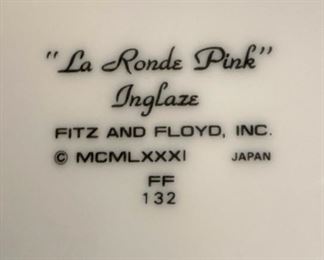 "La Ronde Pink"
Inglaze
FITZ AND FLOYD, INC.
© MCMLXXXI JAPAN
FF
132